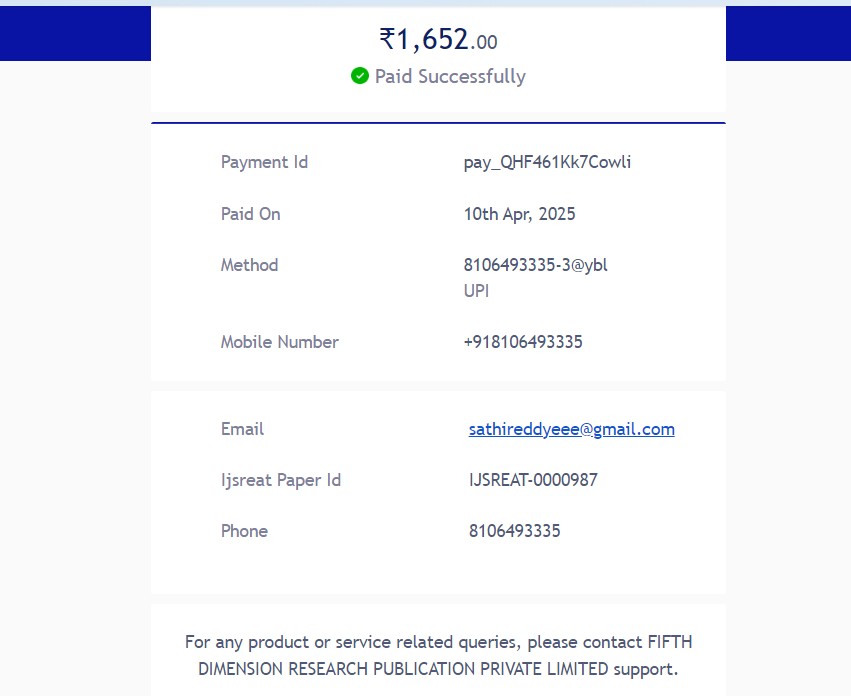 ₹1,652.00
Paid Successfully
Payment Id pay_QHF461Kk7Cowli
Paid On 10th Apr, 2025
Method 8106493335-3@ybl
UPI
Mobile Number +918106493335
Email sathireddyeee@gmail.com
Ijsreat Paper Id IJSREAT-0000987
Phone 8106493335
For any product or service related queries, please contact FIFTH
DIMENSION RESEARCH PUBLICATION PRIVATE LIMITED support.